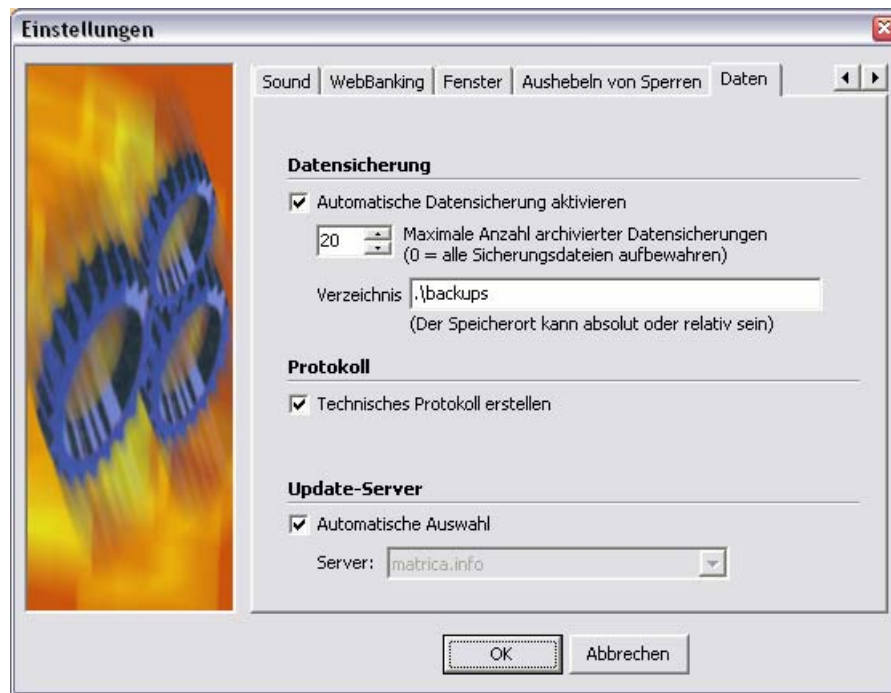 Einstellungen
Sound WebBanking Fenster Aushebeln von Sperren Daten
Datensicherung
Automatische Datensicherung aktivieren
20 Maximale Anzahl archivierter Datensicherungen
(0 = alle Sicherungsdateien aufbewahren)
Verzeichnis .\backups
(Der Speicherort kann absolut oder relativ sein)
Protokoll
Technisches Protokoll erstellen
Update-Server
Automatische Auswahl
Server: matrica.info
OK Abbrechen